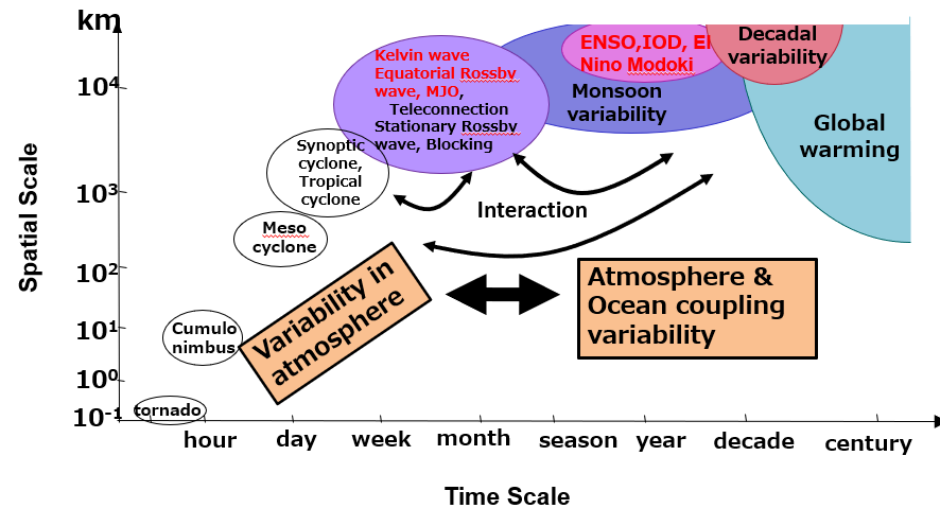 km
10⁴
10³
10²
10¹
10⁰
10⁻¹
Spatial Scale
Kelvin wave
Equatorial Rossby
wave, MJO,
Teleconnection
Stationary Rossby
wave, Blocking
ENSO,IOD, El
Nino Modoki
Monsoon
variability
Decadal
variability
Global
warming
Synoptic
cyclone,
Tropical
cyclone
Meso
cyclone
Cumulo
nimbus
tornado
Interaction
Variability in
atmosphere
Atmosphere &
Ocean coupling
variability
hour
day
week
month
season
year
decade
century
Time Scale